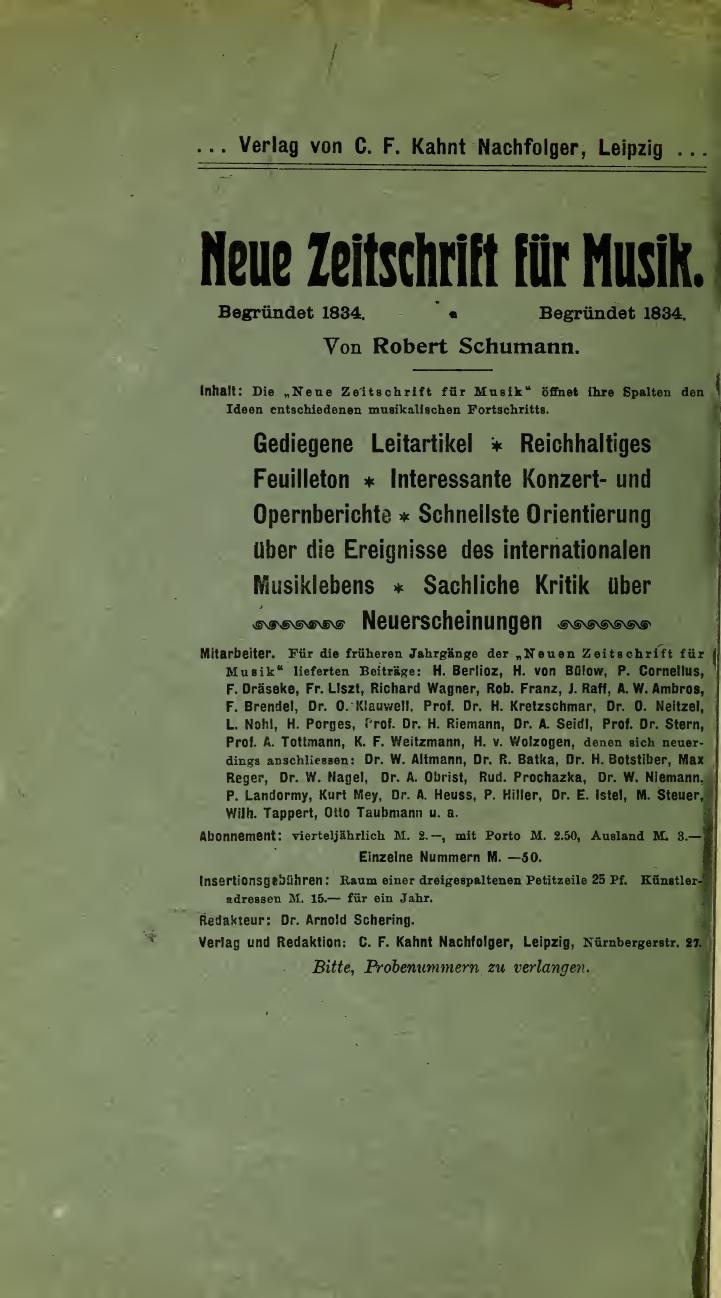 ... Verlag von C. F. Kahnt Nachfolger, Leipzig ...
Neue Zeitschrift für Musik.
Begründet 1834. Begründet 1834.
Von Robert Schumann.
Inhalt: Die „Neue Zeitschrift für Musik“ öffnet ihre Spalten den
Ideen entschiedenen musikalischen Fortschritts.
Gediegene Leitartikel * Reichhaltiges
Feuilleton * Interessante Konzert- und
Opernberichte * Schnellste Orientierung
über die Ereignisse des internationalen
Musiklebens * Sachliche Kritik über
Neuerscheinungen
Mitarbeiter. Für die früheren Jahrgänge der „Neuen Zeitschrift für
Musik“ lieferten Beiträge: H. Berlioz, H. von Bülow, P. Cornelius,
F. Dräseke, Fr. Liszt, Richard Wagner, Rob. Franz, J. Raff, A. W. Ambros,
F. Brendel, Dr. O. Klauwell, Prof. Dr. H. Kretzschmar, Dr. O. Neitzel,
L. Nohl, H. Porges, Prof. Dr. H. Riemann, Dr. A. Seidl, Prof. Dr. Stern,
Prof. A. Tottmann, K. F. Weitzmann, H. v. Wolzogen, denen sich neuer-
dings anschliessen: Dr. W. Altmann, Dr. R. Batka, Dr. H. Botstiber, Max
Reger, Dr. W. Nagel, Dr. A. Obrist, Rud. Prochazka, Dr. W. Niemann,
P. Landormy, Kurt Mey, Dr. A. Heuss, P. Hiller, Dr. E. Istel, M. Steuer,
Wilh. Tappert, Otto Taubmann u. a.
Abonnement: vierteljährlich M. 2.—, mit Porto M. 2.50, Ausland M. 3.—
Einzelne Nummern M. —50.
Insertionsgebühren: Raum einer dreigespaltenen Petitzeile 25 Pf. Künstler-
adressen M. 15.— für ein Jahr.
Redakteur: Dr. Arnold Schering.
Verlag und Redaktion: C. F. Kahnt Nachfolger, Leipzig, Nürnbergerstr. 27.
Bitte, Probenummern zu verlangen.